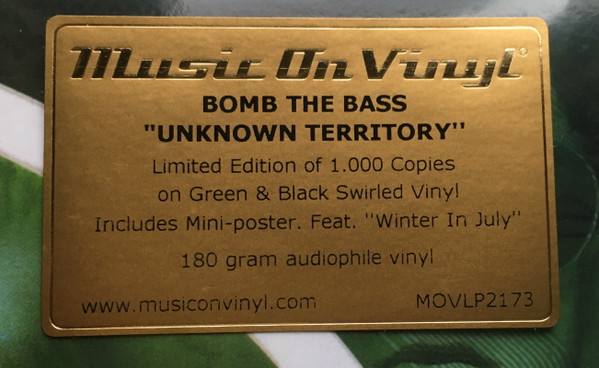 Music On Vinyl®
BOMB THE BASS
"UNKNOWN TERRITORY"
Limited Edition of 1.000 Copies
on Green & Black Swirled Vinyl
Includes Mini-poster. Feat. "Winter In July"
180 gram audiophile vinyl
www.musiconvinyl.com MOVLP2173